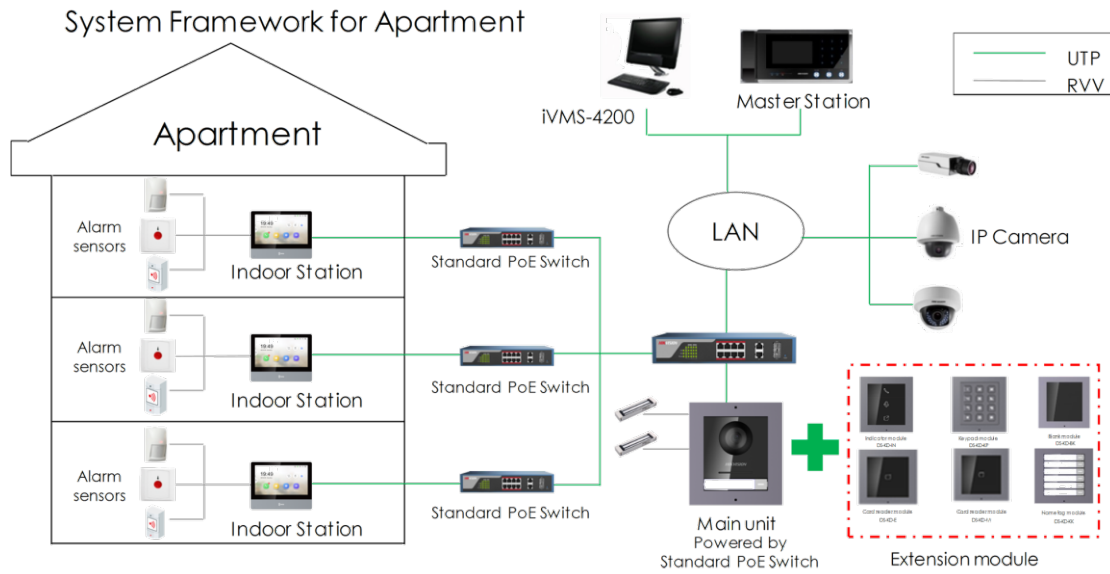 System Framework for Apartment
UTP
RVV
iVMS-4200
Master Station
Apartment
LAN
IP Camera
Alarm
sensors
Indoor Station
Standard PoE Switch
Alarm
sensors
Indoor Station
Standard PoE Switch
Alarm
sensors
Indoor Station
Standard PoE Switch
Main unit
Powered by
Standard PoE Switch
Indicator module
Keypad module
Blank module
Card reader module
Card reader module
Extension module